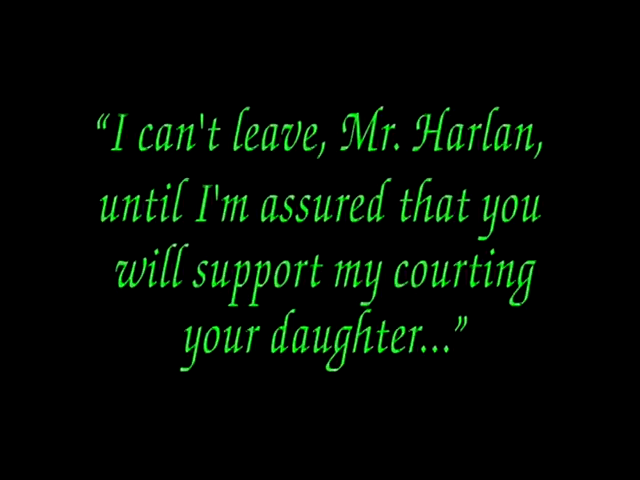 “I can't leave, Mr. Harlan,
until I'm assured that you
will support my courting
your daughter...”